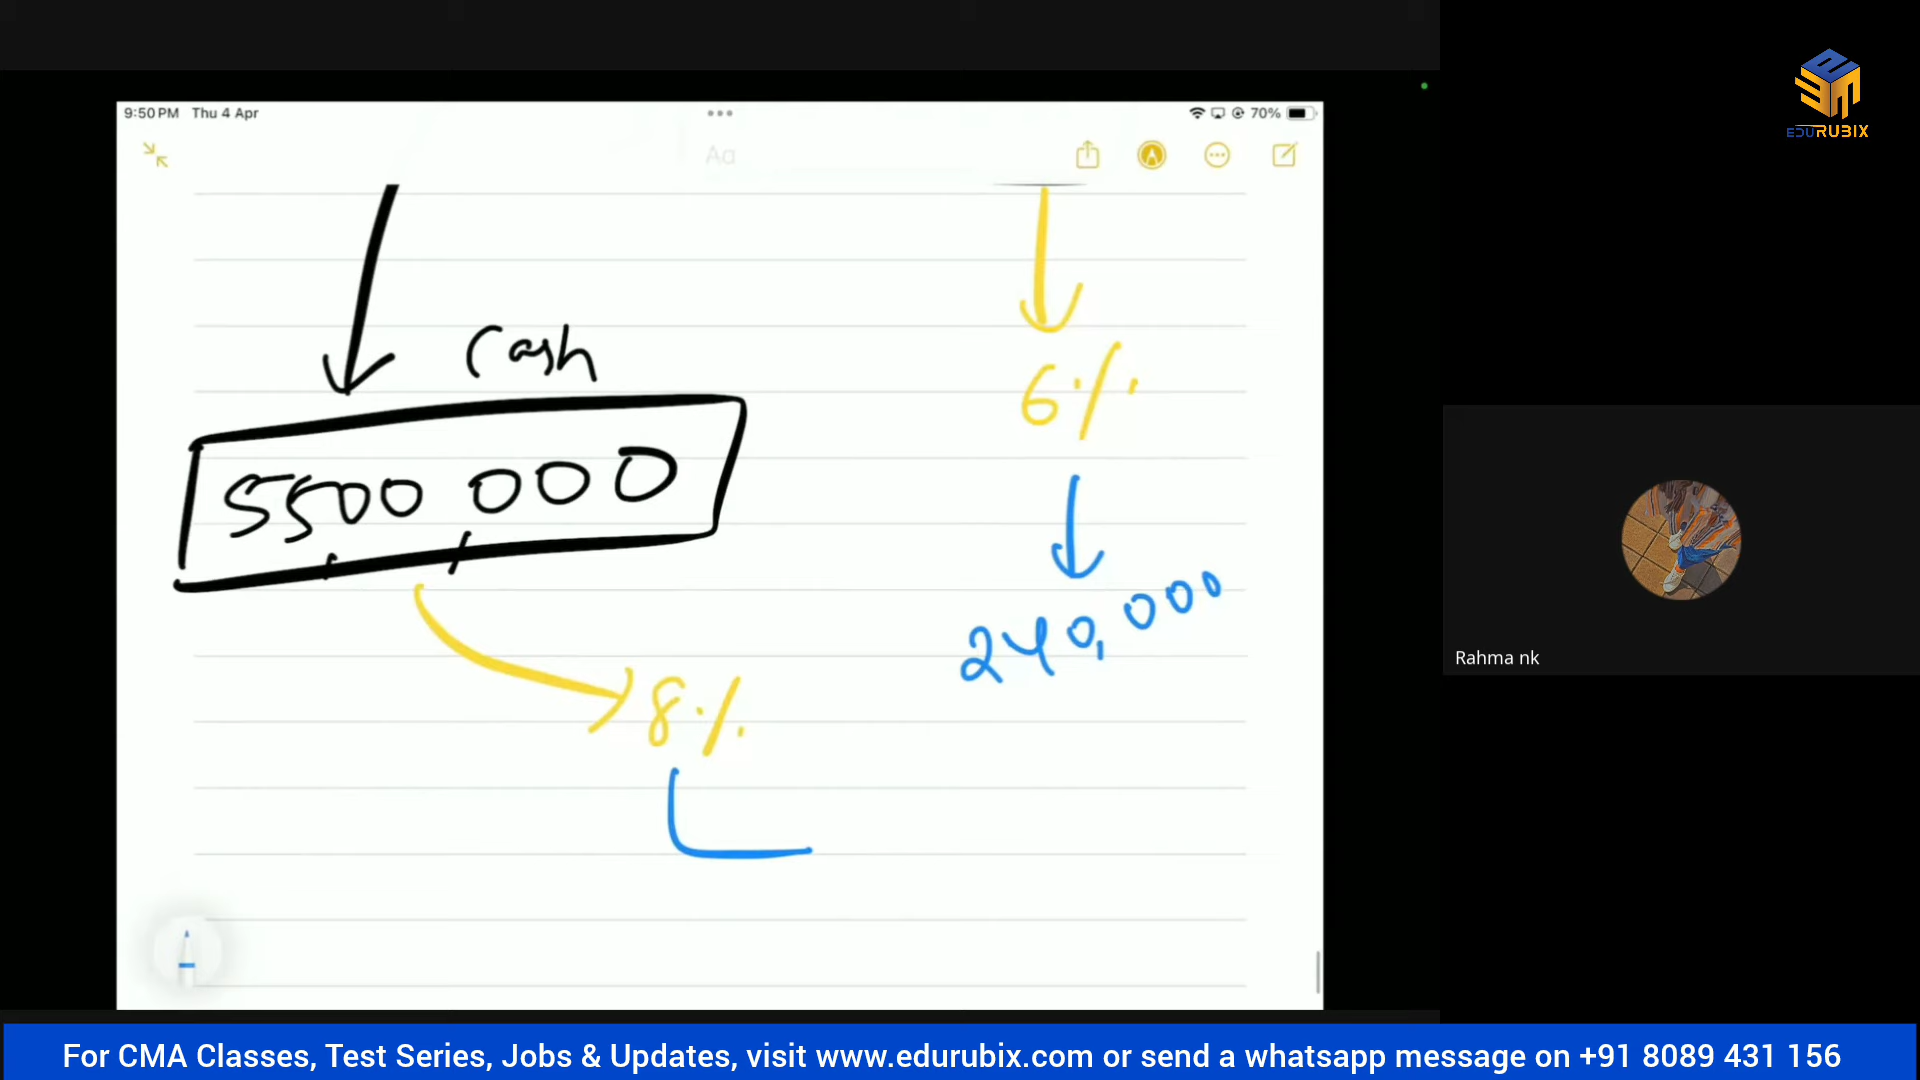 9:50 PM Thu 4 Apr
70%
Aa
EDURUBIX
Cash
5500,000
6%
240,000
8%
Rahma nk
For CMA Classes, Test Series, Jobs & Updates, visit www.edurubix.com or send a whatsapp message on +91 8089 431 156